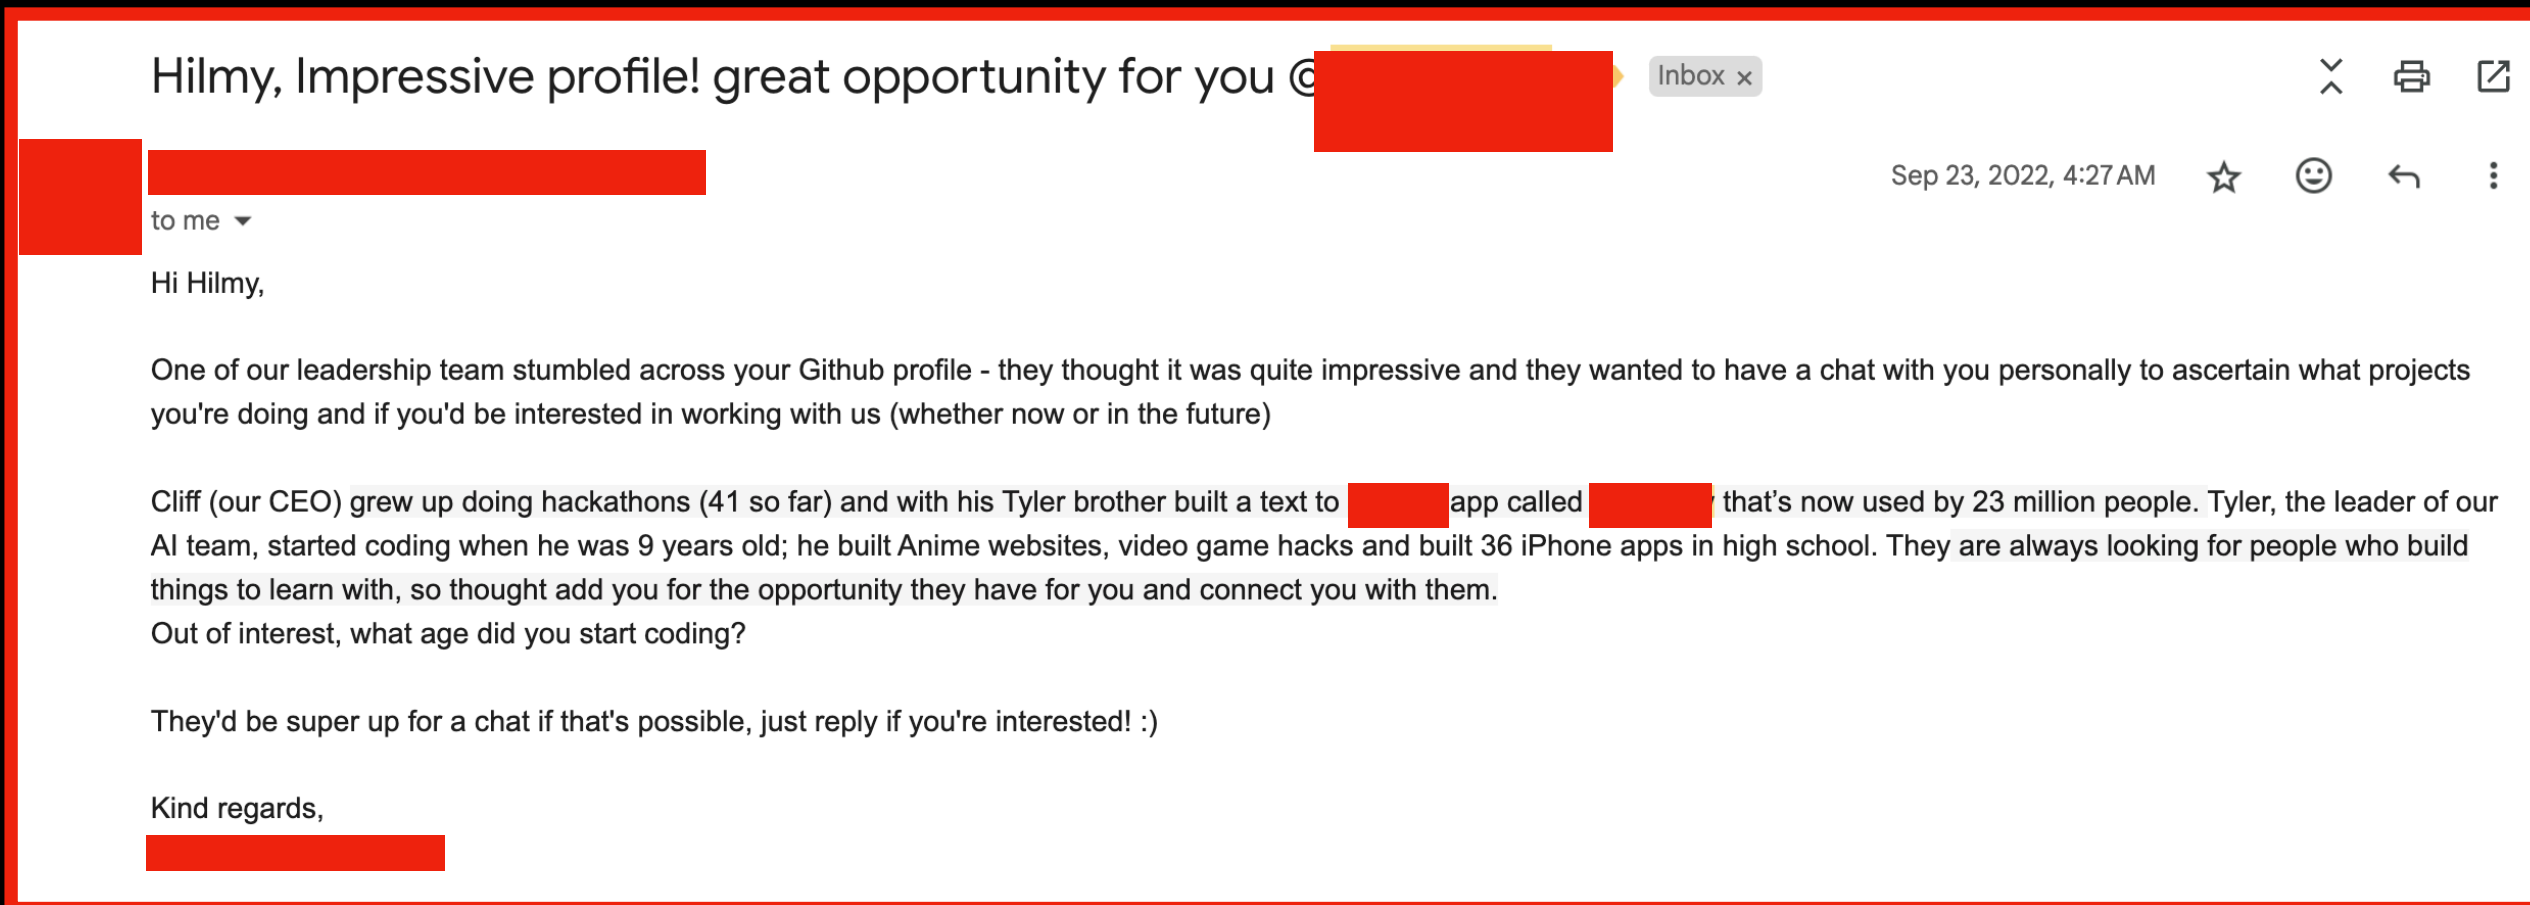 Hilmy, Impressive profile! great opportunity for you @
Inbox x
Sep 23, 2022, 4:27 AM
to me
Hi Hilmy,
One of our leadership team stumbled across your Github profile - they thought it was quite impressive and they wanted to have a chat with you personally to ascertain what projects
you're doing and if you'd be interested in working with us (whether now or in the future)
Cliff (our CEO) grew up doing hackathons (41 so far) and with his Tyler brother built a text to app called that's now used by 23 million people. Tyler, the leader of our
AI team, started coding when he was 9 years old; he built Anime websites, video game hacks and built 36 iPhone apps in high school. They are always looking for people who build
things to learn with, so thought add you for the opportunity they have for you and connect you with them.
Out of interest, what age did you start coding?
They'd be super up for a chat if that's possible, just reply if you're interested! :)
Kind regards,